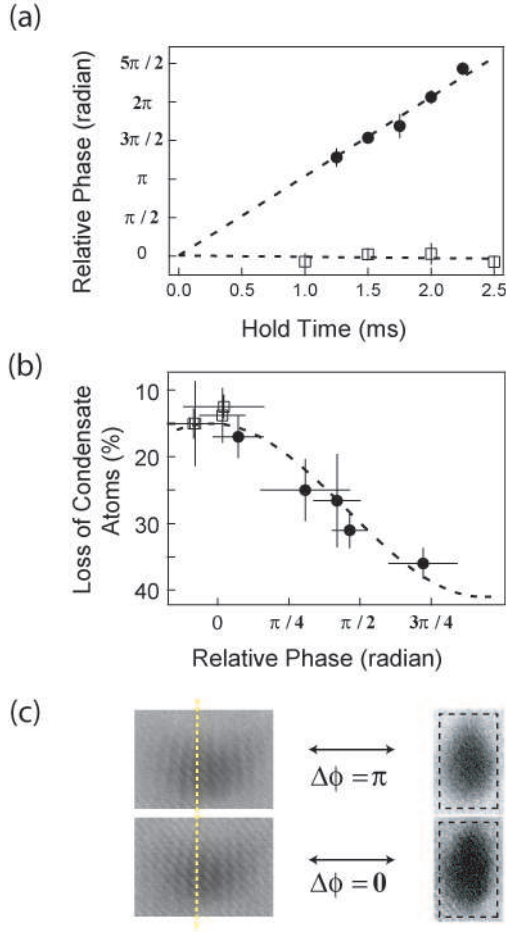 (a)
Relative Phase (radian)
5π / 2
2π
3π / 2
π
π / 2
0
0.0 0.5 1.0 1.5 2.0 2.5
Hold Time (ms)
(b)
Loss of Condensate
Atoms (%)
10
20
30
40
0 π / 4 π / 2 3π / 4
Relative Phase (radian)
(c)
Δϕ = π
Δϕ = 0